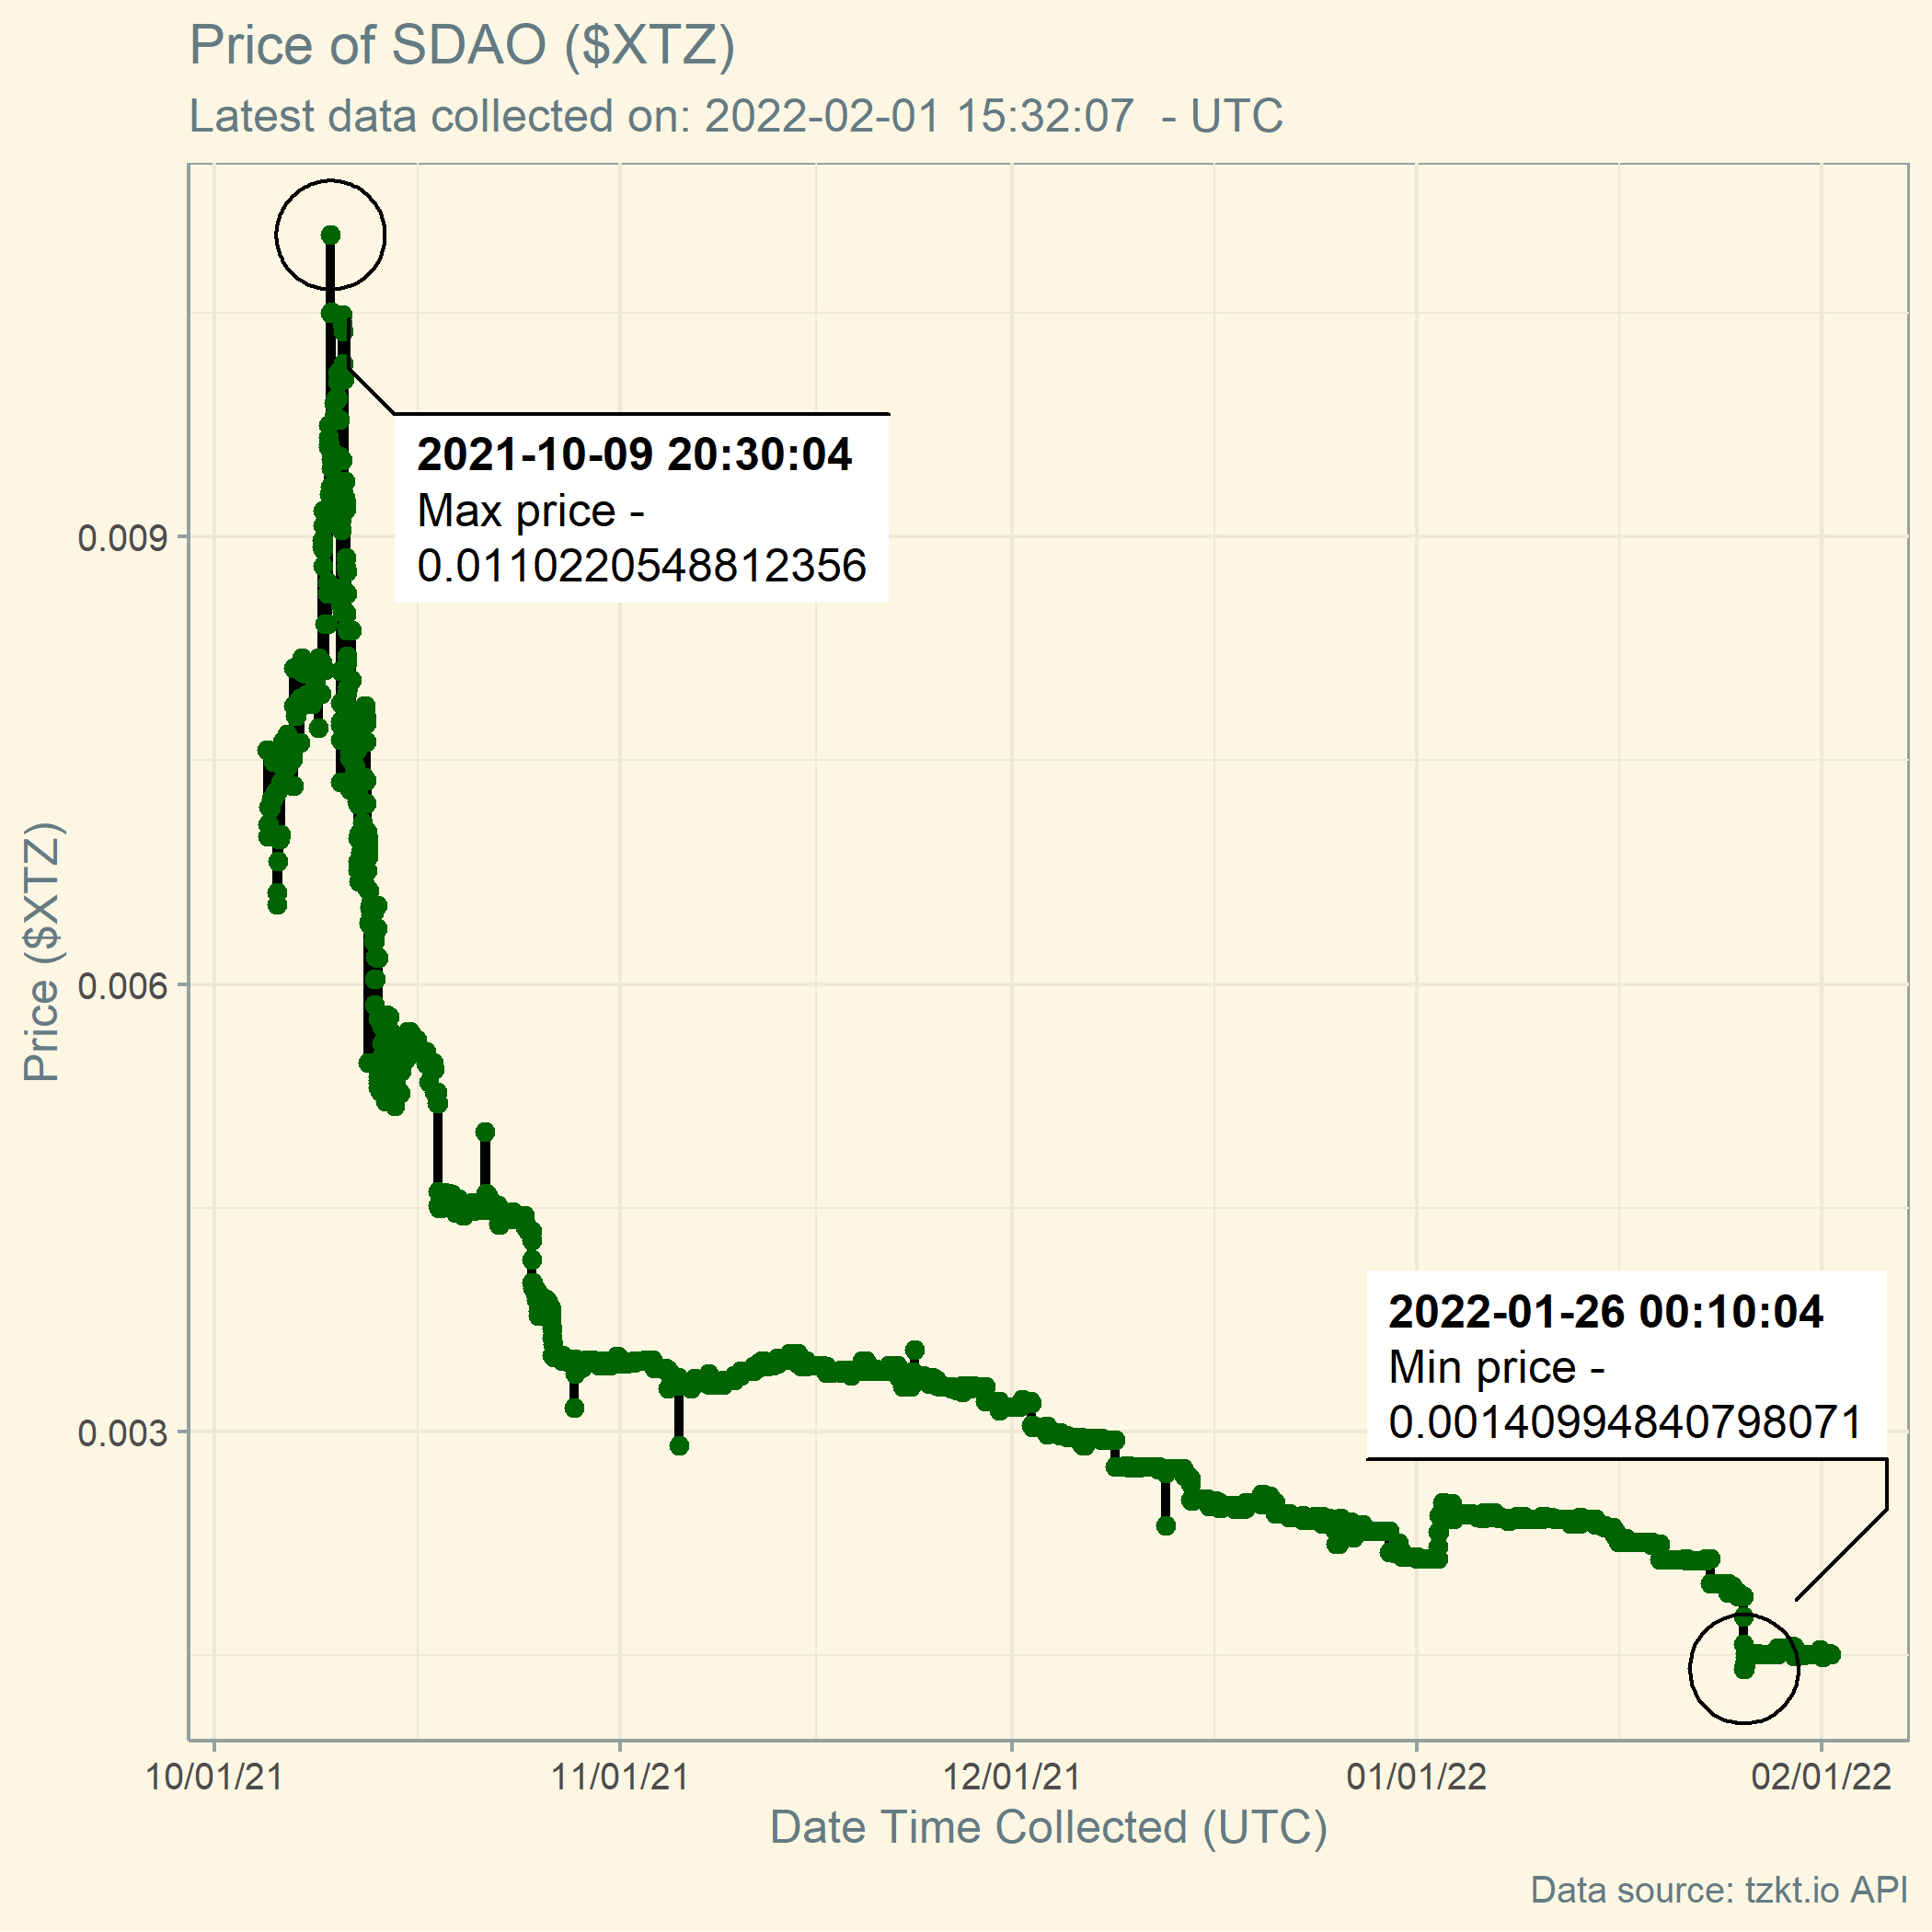 Price of SDAO ($XTZ)
Latest data collected on: 2022-02-01 15:32:07  - UTC
2021-10-09 20:30:04
Max price -
0.0110220548812356
0.009
0.006
0.003
Price ($XTZ)
2022-01-26 00:10:04
Min price -
0.00140994840798071
10/01/21
11/01/21
12/01/21
01/01/22
02/01/22
Date Time Collected (UTC)
Data source: tzkt.io API